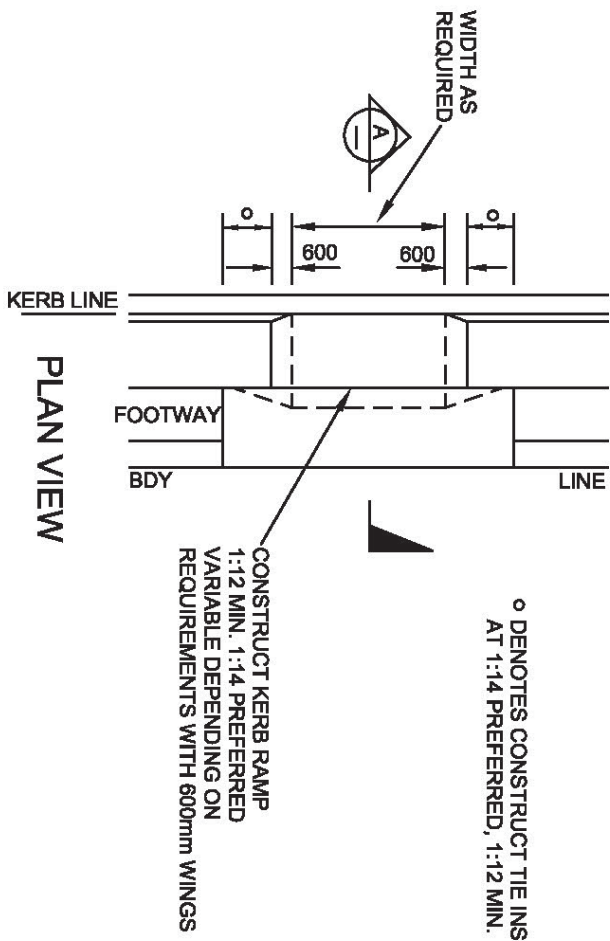 WIDTH AS
REQUIRED
A
o
600
600
o
KERB LINE
FOOTWAY
BDY
LINE
PLAN VIEW
CONSTRUCT KERB RAMP
1:12 MIN. 1:14 PREFERRED
VARIABLE DEPENDING ON
REQUIREMENTS WITH 600mm WINGS
o DENOTES CONSTRUCT TIE INS
AT 1:14 PREFERRED, 1:12 MIN.